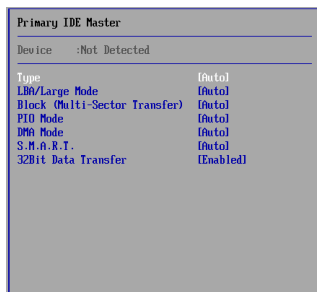 Primary IDE Master
Device :Not Detected
Type [Auto]
LBA/Large Mode [Auto]
Block (Multi-Sector Transfer) [Auto]
PIO Mode [Auto]
DMA Mode [Auto]
S.M.A.R.T. [Auto]
32Bit Data Transfer [Enabled]